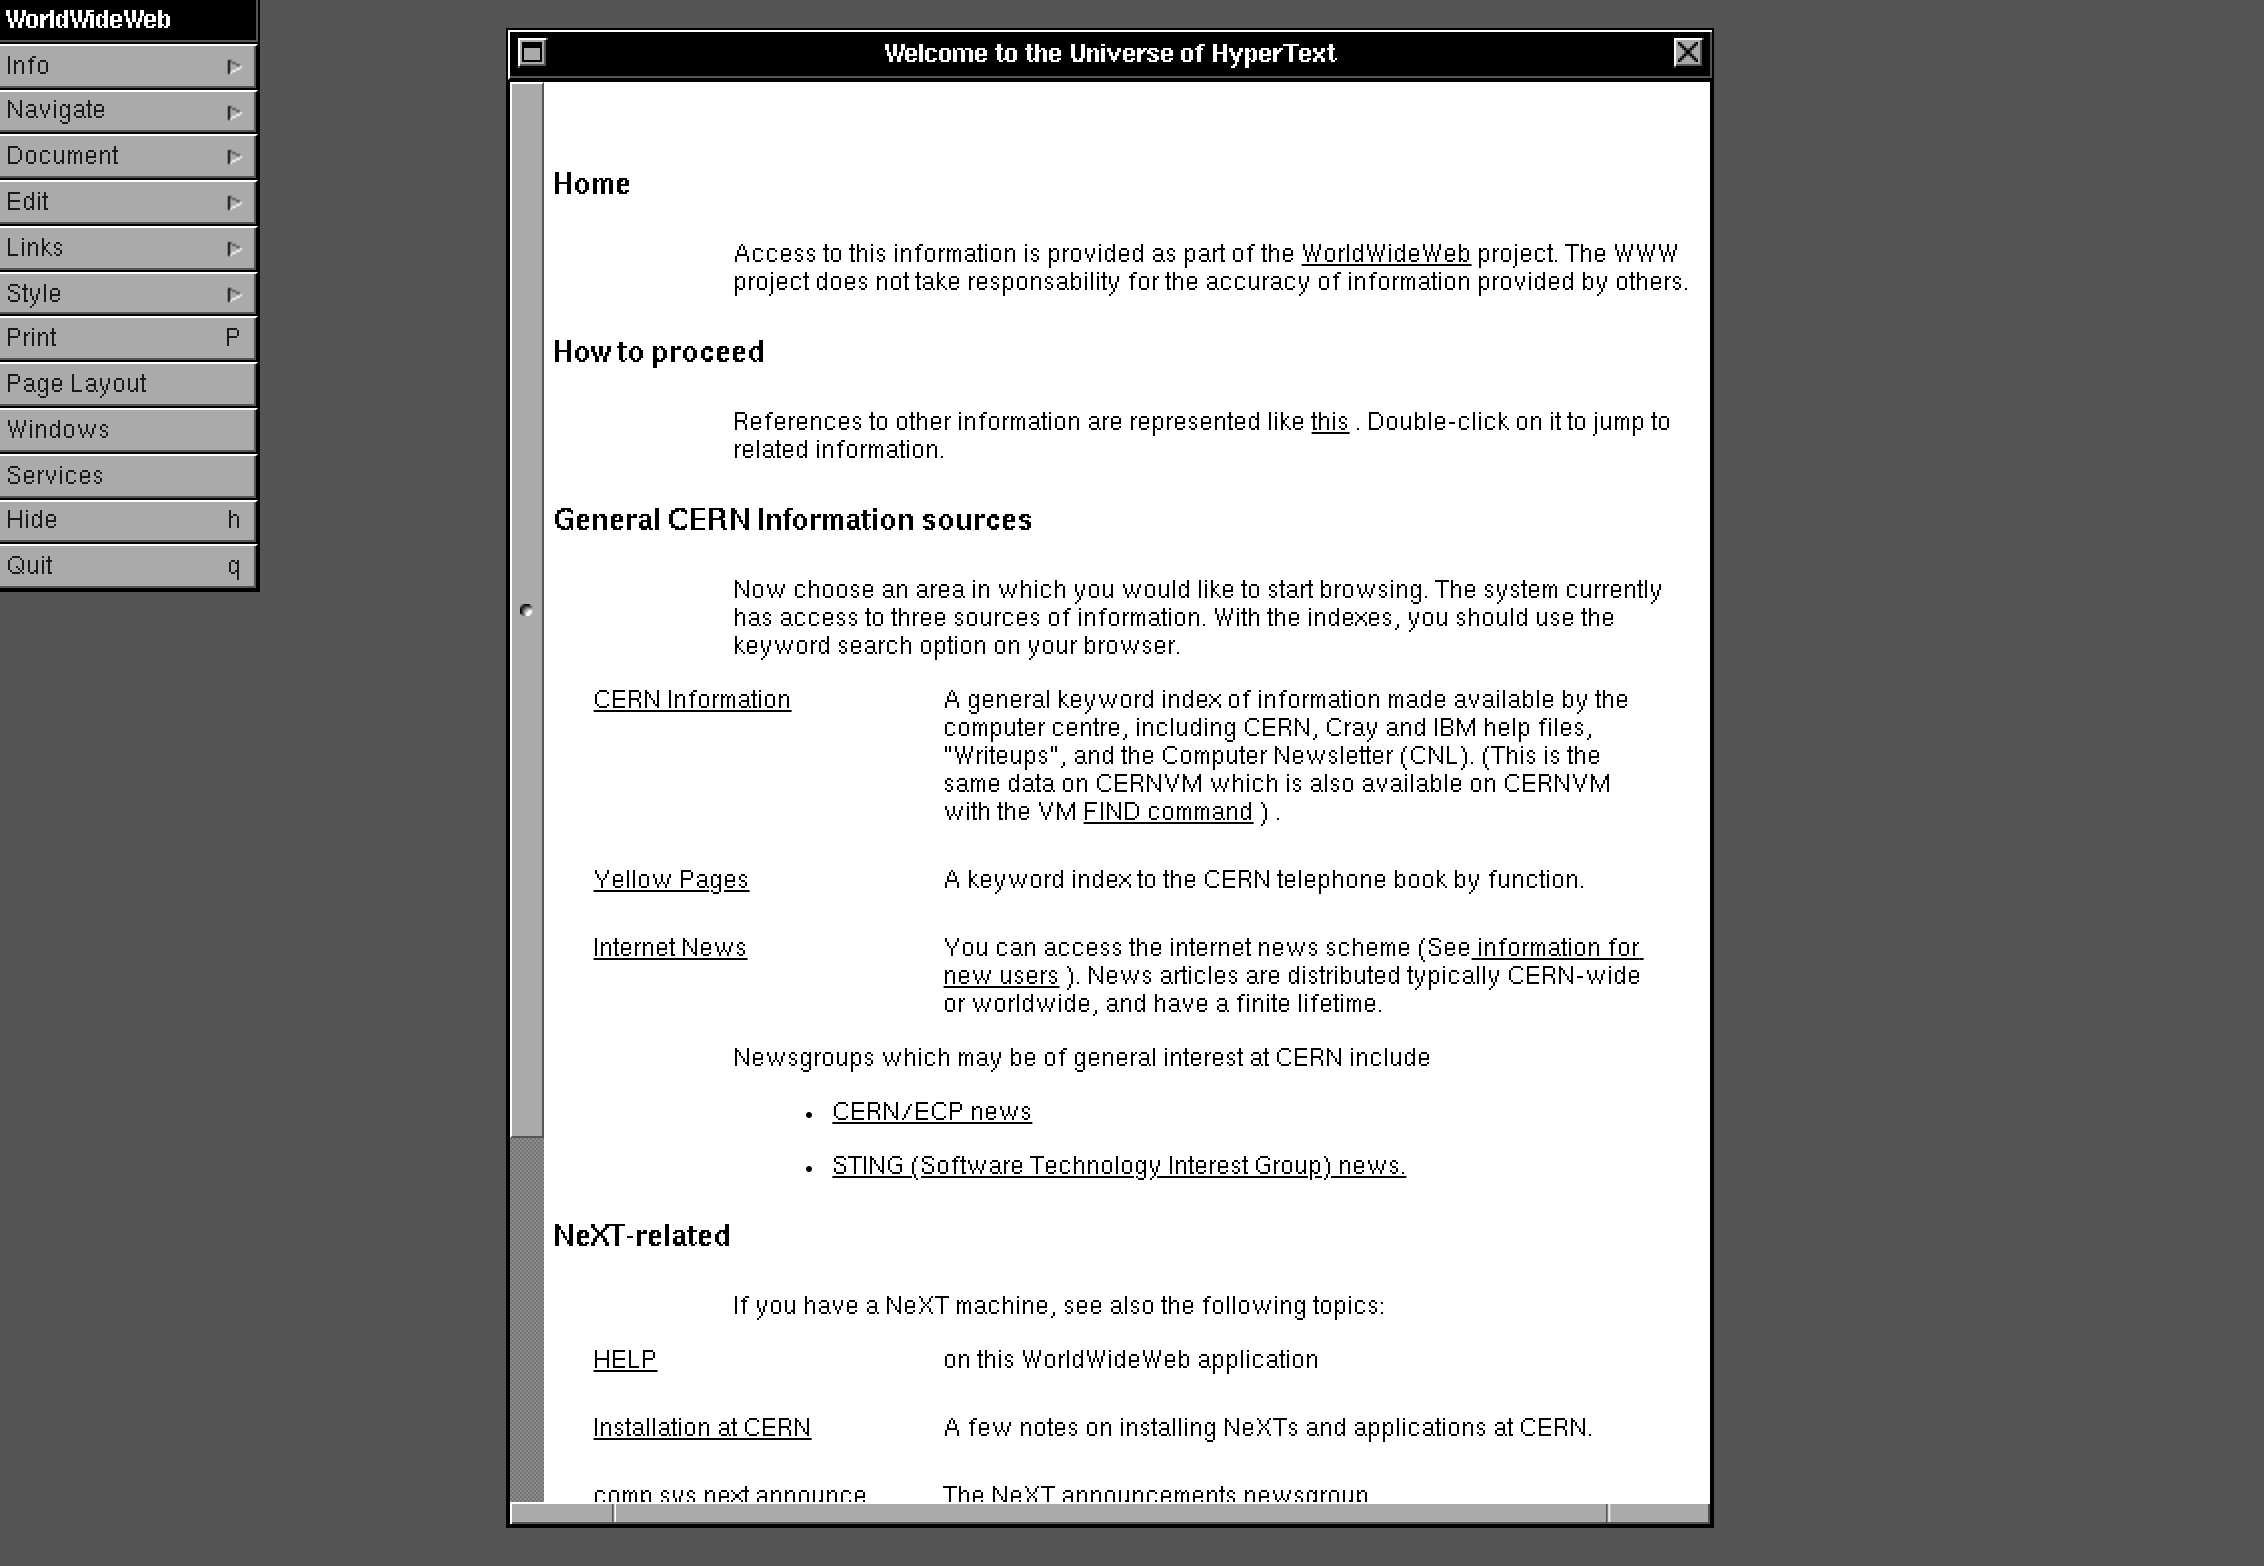 WorldWideWeb
Info
Navigate
Document
Edit
Links
Style
Print P
Page Layout
Windows
Services
Hide h
Quit q
Welcome to the Universe of HyperText
Home
Access to this information is provided as part of the WorldWideWeb project. The WWW
project does not take responsability for the accuracy of information provided by others.
How to proceed
References to other information are represented like this . Double-click on it to jump to
related information.
General CERN Information sources
Now choose an area in which you would like to start browsing. The system currently
has access to three sources of information. With the indexes, you should use the
keyword search option on your browser.
CERN Information A general keyword index of information made available by the
computer centre, including CERN, Cray and IBM help files,
"Writeups", and the Computer Newsletter (CNL). (This is the
same data on CERNVM which is also available on CERNVM
with the VM FIND command ) .
Yellow Pages A keyword index to the CERN telephone book by function.
Internet News You can access the internet news scheme (See information for
new users ). News articles are distributed typically CERN-wide
or worldwide, and have a finite lifetime.
Newsgroups which may be of general interest at CERN include
• CERN/ECP news
• STING (Software Technology Interest Group) news.
NeXT-related
If you have a NeXT machine, see also the following topics:
HELP on this WorldWideWeb application
Installation at CERN A few notes on installing NeXTs and applications at CERN.
comp sys next announce The NeXT announcements newsgroup